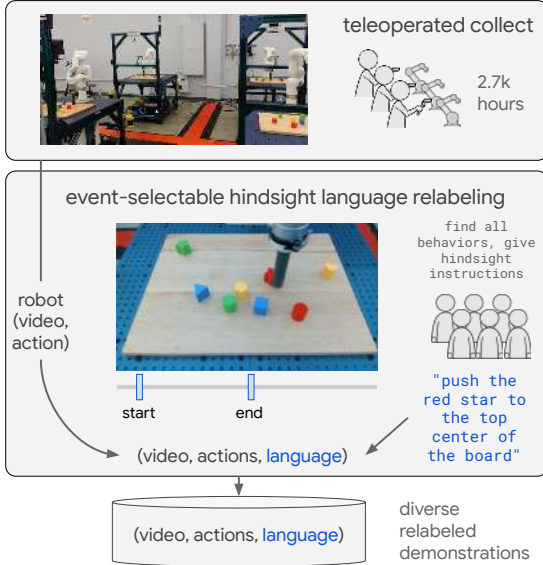 teleoperated collect
2.7k
hours
event-selectable hindsight language relabeling
find all
behaviors, give
hindsight
instructions
robot
(video,
action)
start
end
"push the
red star to
the top
center of
the board"
(video, actions, language)
(video, actions, language)
diverse
relabeled
demonstrations